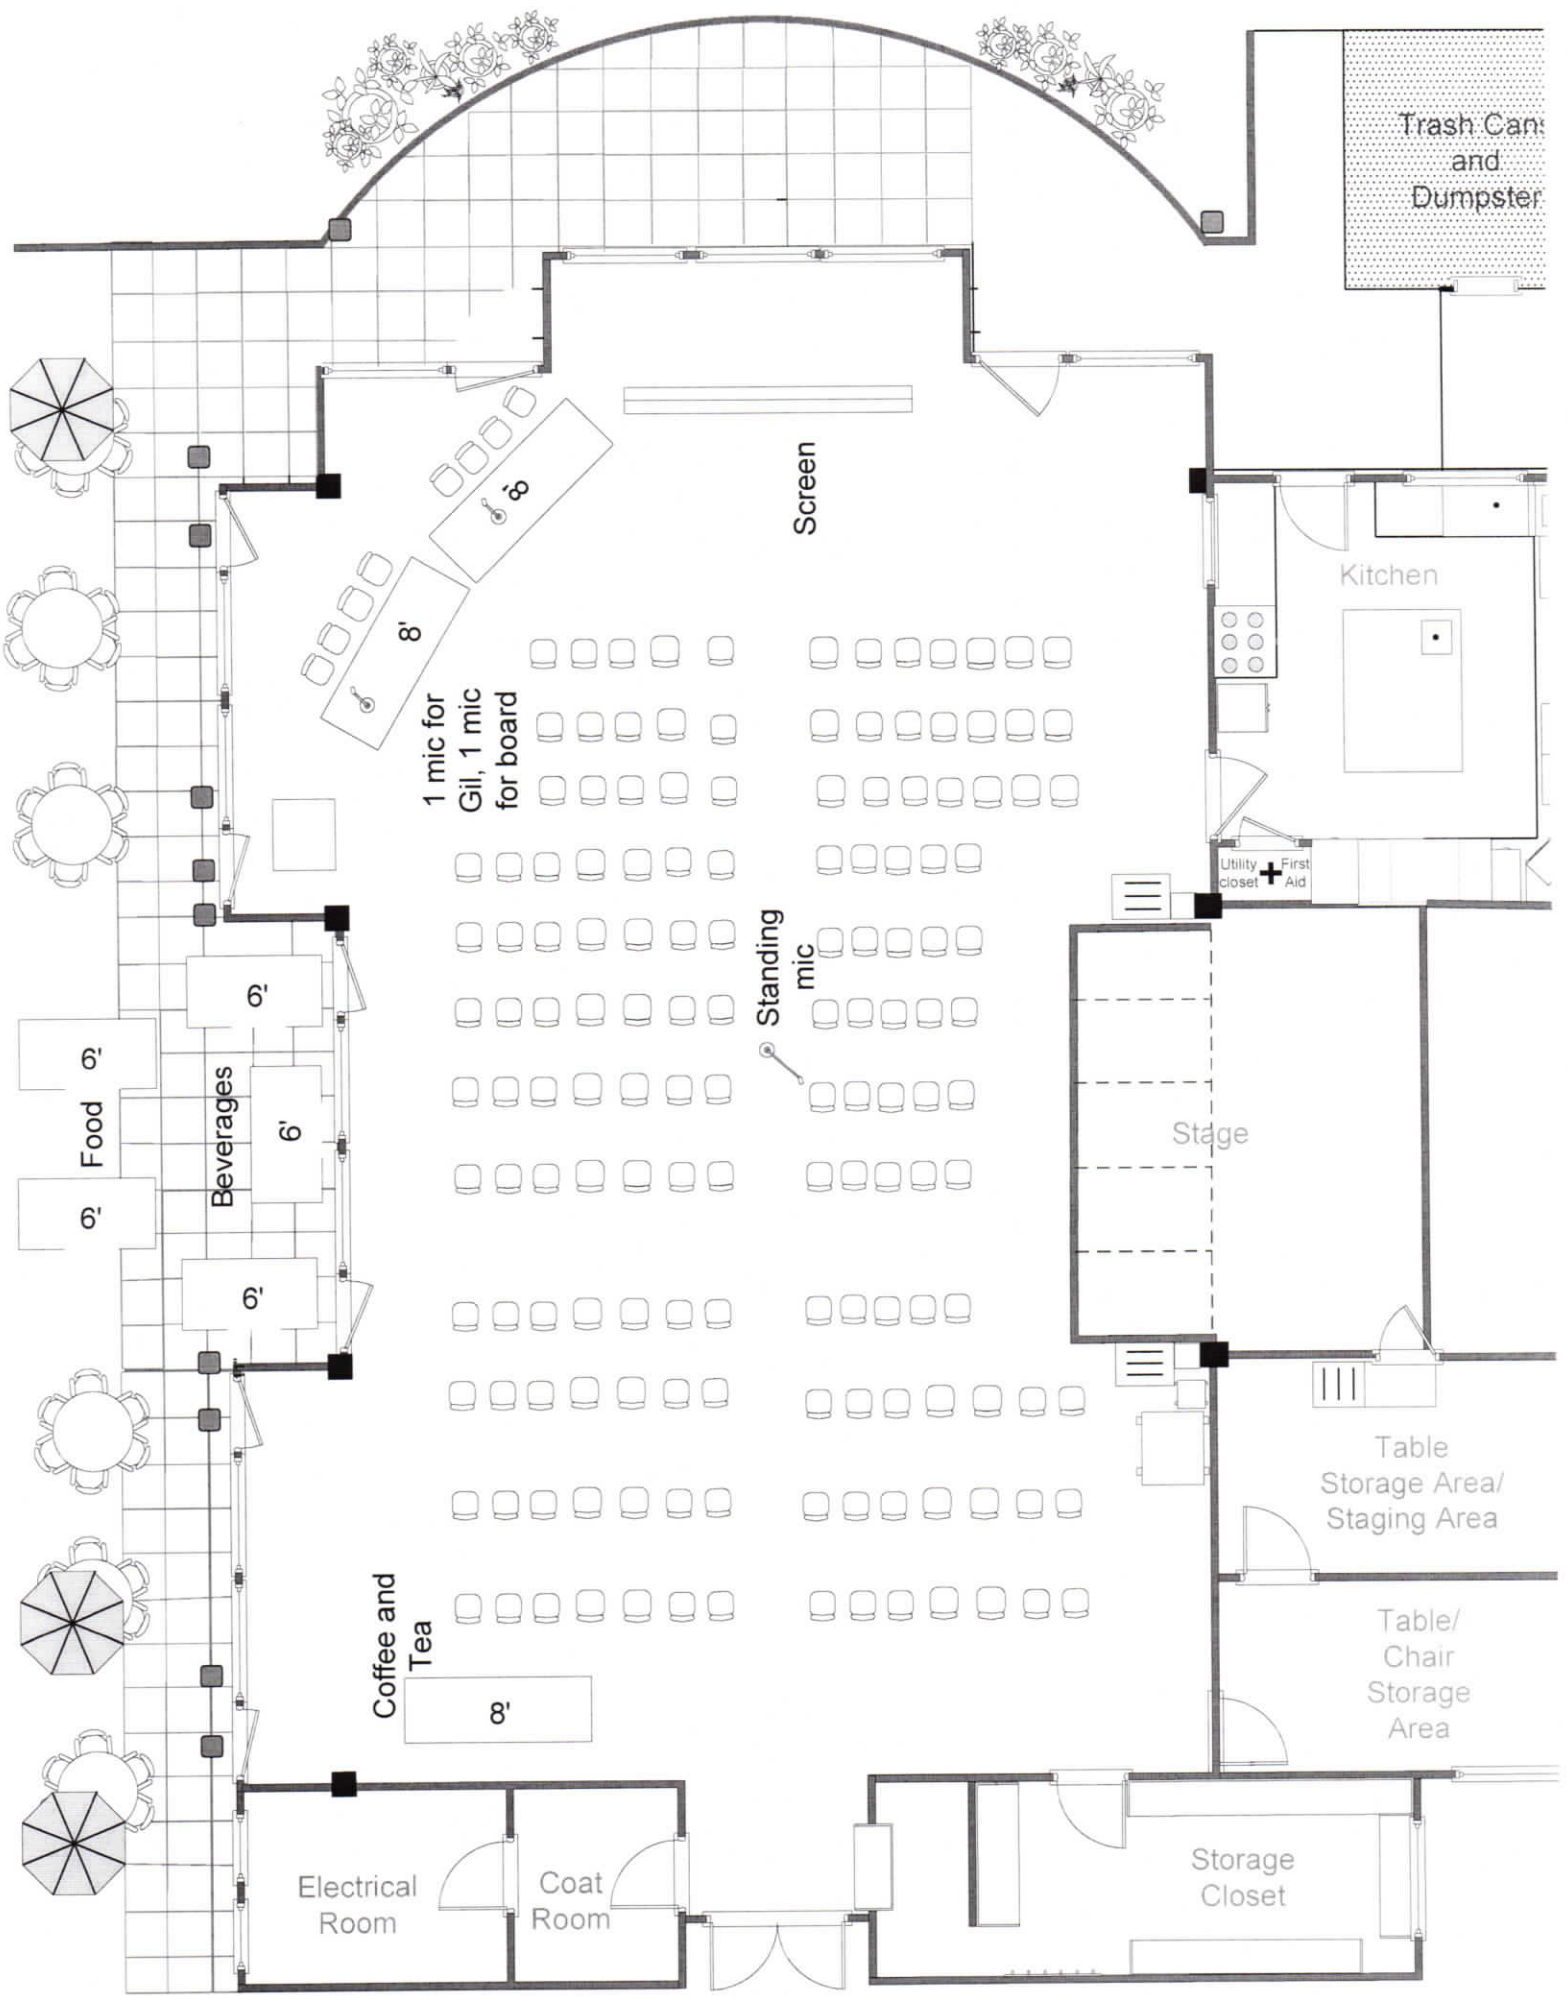 Trash Cans
and
Dumpster
8'
Screen
Kitchen
8'
1 mic for
Gil, 1 mic
for board
Utility
closet
First
Aid
Standing
mic
6'
6'
Food
Beverages
6'
Stage
6'
6'
Table
Storage Area/
Staging Area
Coffee and
Tea
8'
Table/
Chair
Storage
Area
Electrical
Room
Coat
Room
Storage
Closet